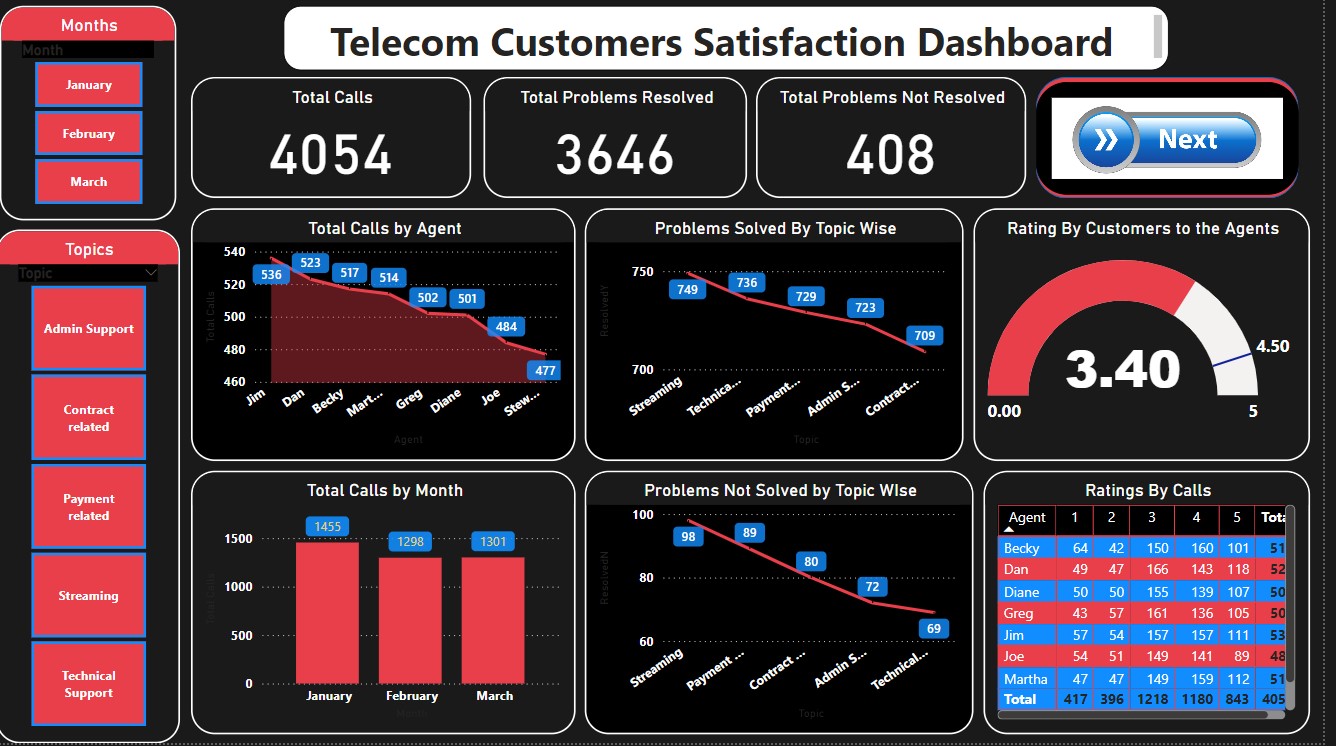 Telecom Customers Satisfaction Dashboard
Months
Month
January
February
March
Topics
Topic
Admin Support
Contract
related
Payment
related
Streaming
Technical
Support
Total Calls
4054
Total Problems Resolved
3646
Total Problems Not Resolved
408
Next
Total Calls by Agent
Total Calls
540
520
500
480
460
536
523
517
514
502
501
484
477
Jim
Dan
Becky
Mart...
Greg
Diane
Joe
Stew...
Agent
Problems Solved By Topic Wise
ResolvedY
750
700
749
736
729
723
709
Streaming
Technica...
Payment...
Admin S...
Contract...
Topic
Rating By Customers to the Agents
3.40
4.50
0.00
5
Total Calls by Month
Total Calls
1500
1000
500
0
1455
1298
1301
January
February
March
Month
Problems Not Solved by Topic WIse
ResolvedN
100
80
60
98
89
80
72
69
Streaming
Payment ...
Contract ...
Admin S...
Technical...
Topic
Ratings By Calls
Agent 1 2 3 4 5 Tota
Becky 64 42 150 160 101 51
Dan 49 47 166 143 118 52
Diane 50 50 155 139 107 50
Greg 43 57 161 136 105 50
Jim 57 54 157 157 111 53
Joe 54 51 149 141 89 48
Martha 47 47 149 159 112 51
Total 417 396 1218 1180 843 405